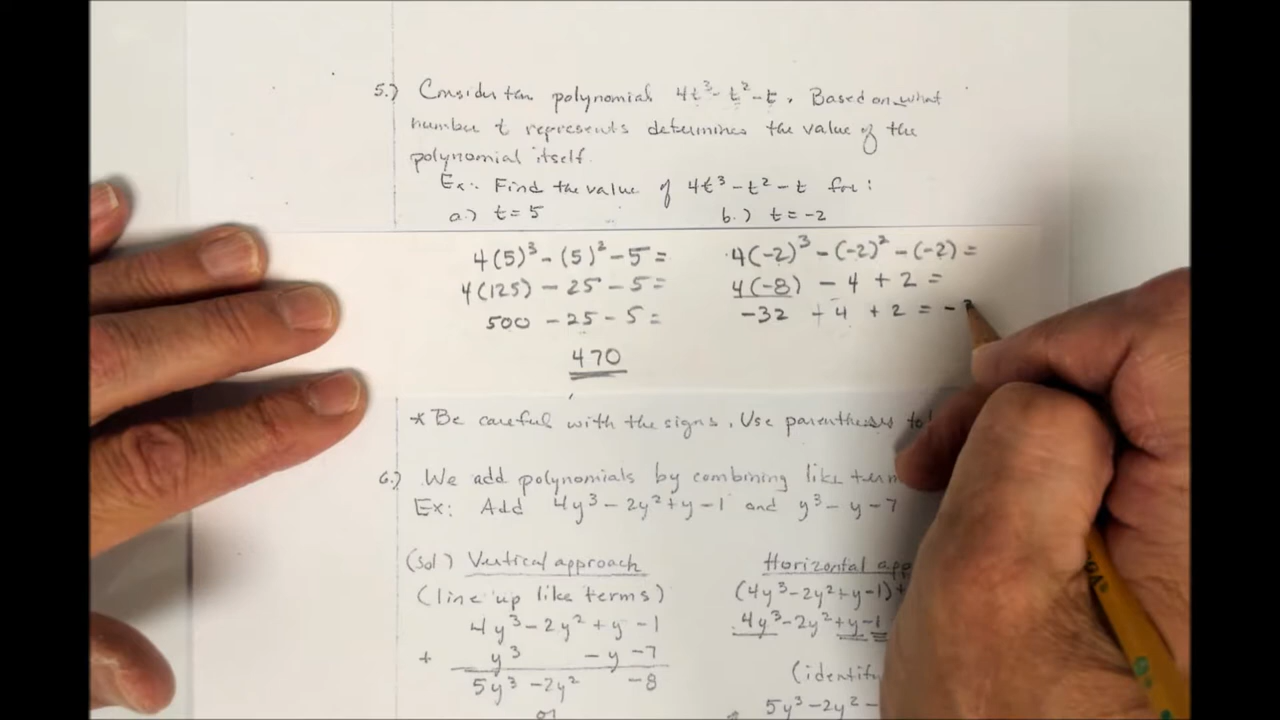 5.) Consider the polynomial 4t³ - t² - t. Based on what
number t represents determines the value of the
polynomial itself.
Ex: Find the value of 4t³ - t² - t for:
a.) t = 5
b.) t = -2
4(5)³ - (5)² - 5 =
4(125) - 25 - 5 =
500 - 25 - 5 =
470
4(-2)³ - (-2)² - (-2) =
4(-8) - 4 + 2 =
-32 + 4 + 2 = -
* Be careful with the signs. Use parentheses to
6.) We add polynomials by combining like term
Ex: Add 4y³ - 2y² + y - 1 and y³ - y - 7
(Sol) Vertical approach
(line up like terms)
4y³ - 2y² + y - 1
+ y³ - y - 7
5y³ - 2y² - 8
or
Horizontal app
(4y³ - 2y² + y - 1) +
4y³ - 2y² + y - 1
(identify
5y³ - 2y² -